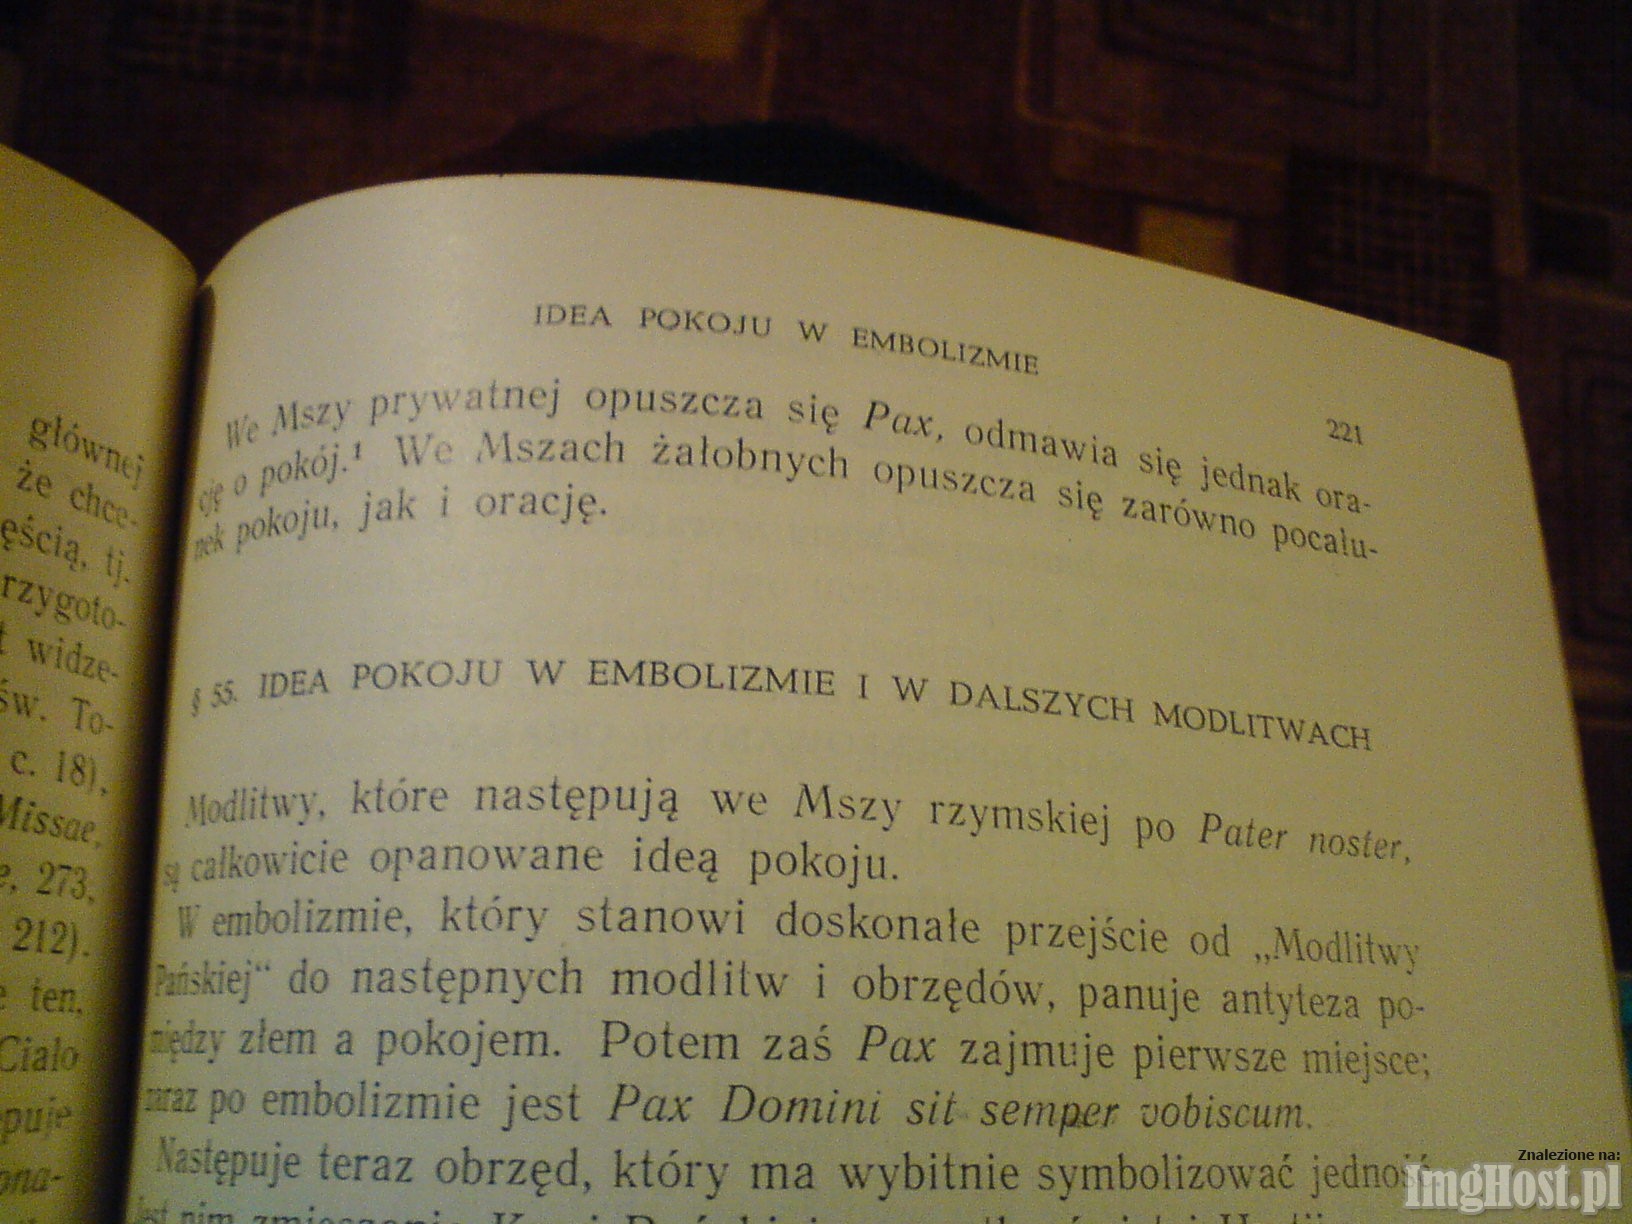 głównej
że chce-
ęścią, tj.
rzygoto-
t widze-
św. To-
c. 18),
Missae,
273,
212).
ten,
Ciało
puje
ona-
IDEA POKOJU W EMBOLIZMIE
221
We Mszy prywatnej opuszcza się Pax, odmawia się jednak ora-
cję o pokój.¹ We Mszach żałobnych opuszcza się zarówno pocału-
nek pokoju, jak i orację.
§ 55. IDEA POKOJU W EMBOLIZMIE I W DALSZYCH MODLITWACH
Modlitwy, które następują we Mszy rzymskiej po Pater noster,
są całkowicie opanowane ideą pokoju.
W embolizmie, który stanowi doskonałe przejście od „Modlitwy
Pańskiej“ do następnych modlitw i obrzędów, panuje antyteza po-
między złem a pokojem. Potem zaś Pax zajmuje pierwsze miejsce;
zaraz po embolizmie jest Pax Domini sit semper vobiscum.
Następuje teraz obrzęd, który ma wybitnie symbolizować jedność,
jest nim
Znalezione na:
ImgHost.pl